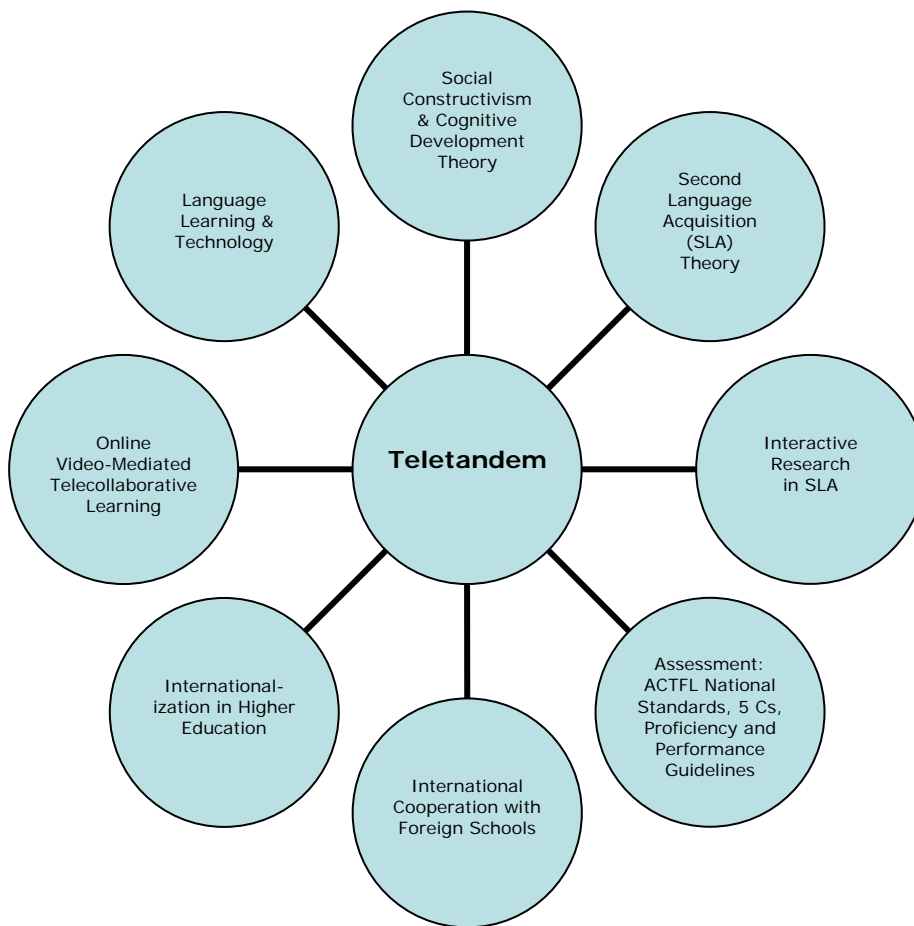 Social
Constructivism
& Cognitive
Development
Theory
Language
Learning &
Technology
Second
Language
Acquisition
(SLA)
Theory
Online
Video-Mediated
Telecollaborative
Learning
Teletandem
Interactive
Research
in SLA
International-
ization in Higher
Education
International
Cooperation with
Foreign Schools
Assessment:
ACTFL National
Standards, 5 Cs,
Proficiency and
Performance
Guidelines